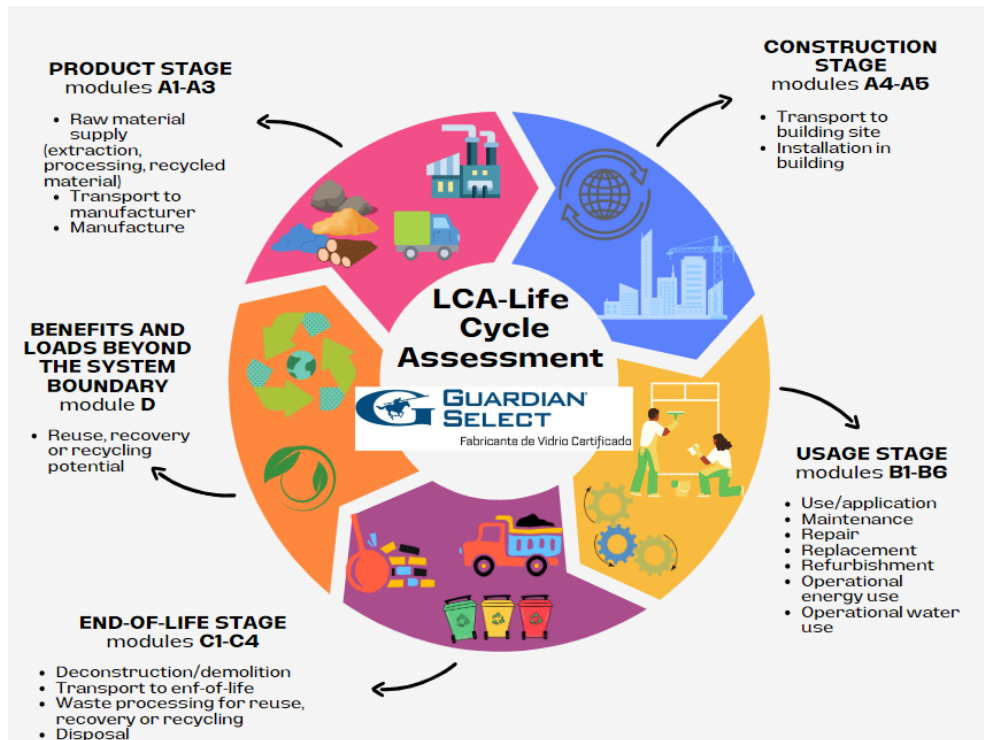 PRODUCT STAGE
modules A1-A3
• Raw material
supply
(extraction,
processing, recycled
material)
• Transport to
manufacturer
• Manufacture
CONSTRUCTION
STAGE
modules A4-A5
• Transport to
building site
• Installation in
building
LCA-Life
Cycle
Assessment
G GUARDIAN®
SELECT
Fabricante de Vidrio Certificado
BENEFITS AND
LOADS BEYOND
THE SYSTEM
BOUNDARY
module D
• Reuse, recovery
or recycling
potential
USAGE STAGE
modules B1-B6
• Use/application
• Maintenance
• Repair
• Replacement
• Refurbishment
• Operational
energy use
• Operational water
use
END-OF-LIFE STAGE
modules C1-C4
• Deconstruction/demolition
• Transport to enf-of-life
• Waste processing for reuse,
recovery or recycling
• Disposal